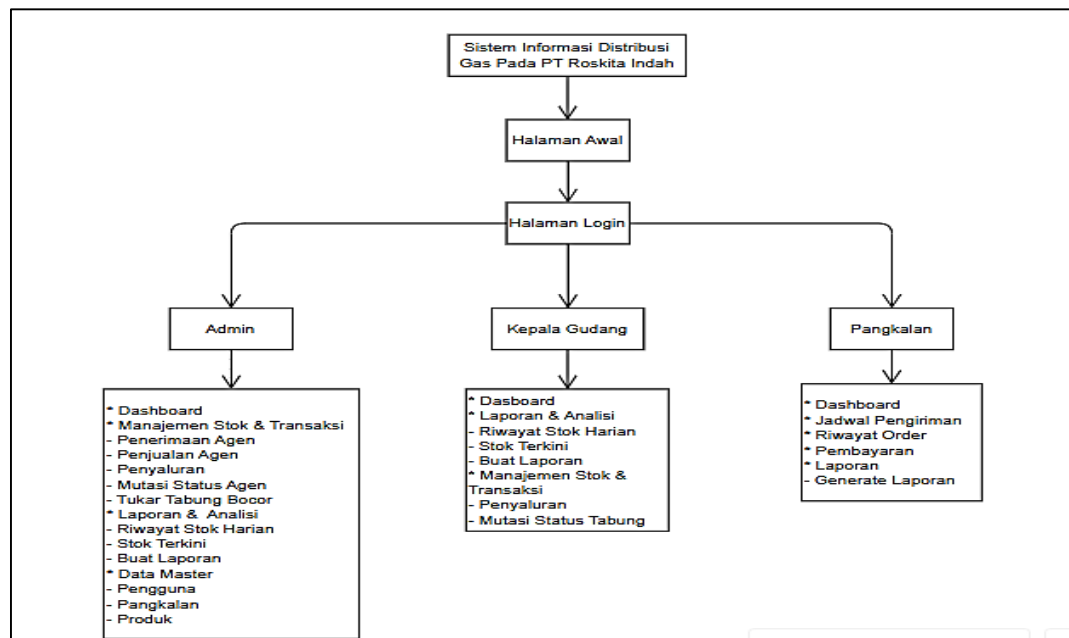 Sistem Informasi Distribusi
Gas Pada PT Roskita Indah
Halaman Awal
Halaman Login
Admin
Kepala Gudang
Pangkalan
* Dashboard
* Manajemen Stok & Transaksi
- Penerimaan Agen
- Penjualan Agen
- Penyaluran
- Mutasi Status Agen
- Tukar Tabung Bocor
* Laporan & Analisi
- Riwayat Stok Harian
- Stok Terkini
- Buat Laporan
* Data Master
- Pengguna
- Pangkalan
- Produk
* Dasboard
* Laporan & Analisi
- Riwayat Stok Harian
- Stok Terkini
- Buat Laporan
* Manajemen Stok &
Transaksi
- Penyaluran
- Mutasi Status Tabung
* Dashboard
* Jadwal Pengiriman
* Riwayat Order
* Pembayaran
* Laporan
- Generate Laporan